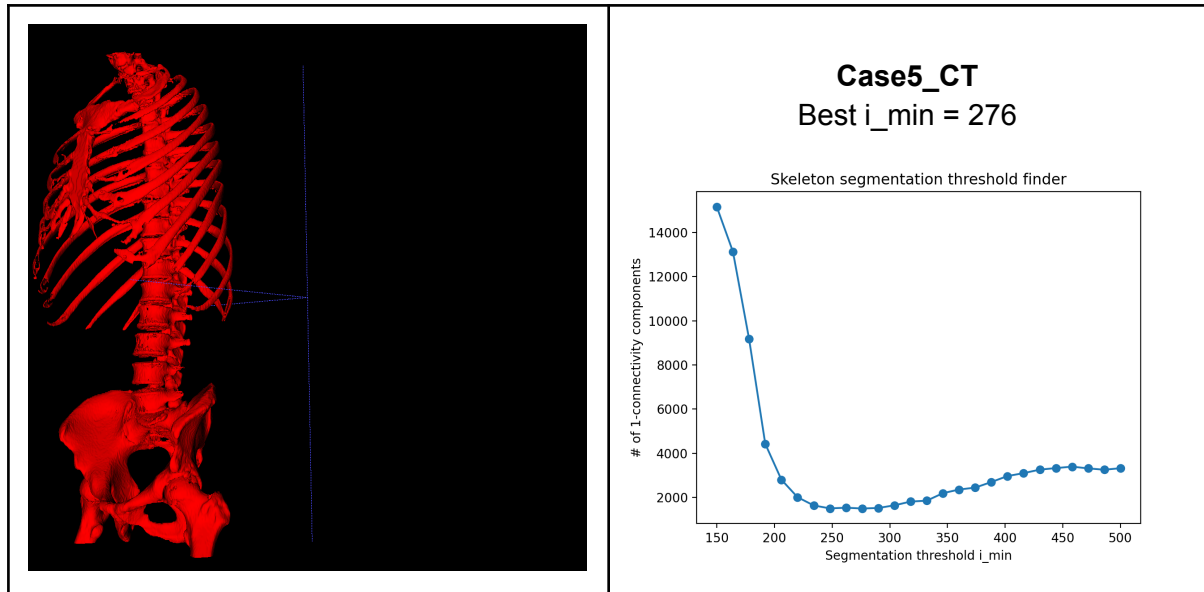 Case5_CT
Best i_min = 276
Skeleton segmentation threshold finder
14000
12000
10000
8000
6000
4000
2000
# of 1-connectivity components
150 200 250 300 350 400 450 500
Segmentation threshold i_min